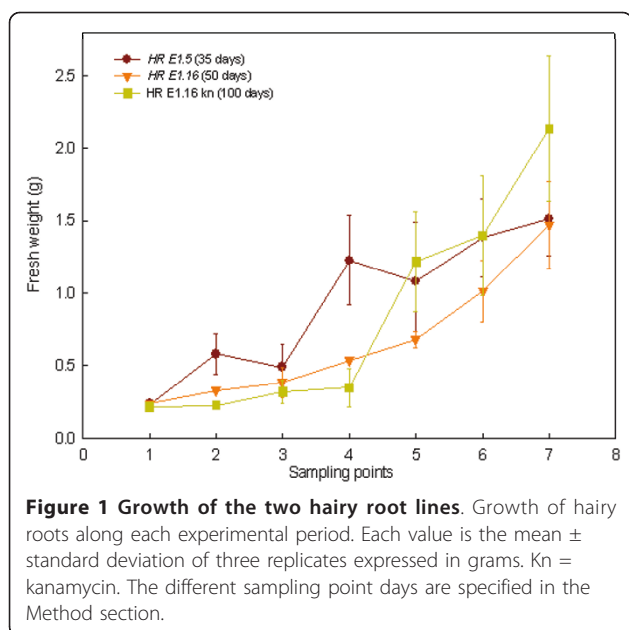 HR E1.5 (35 days)
HR E1.16 (50 days)
HR E1.16 kn (100 days)
Fresh weight (g)
2.5
2.0
1.5
1.0
0.5
0.0
0 1 2 3 4 5 6 7 8
Sampling points
Figure 1 Growth of the two hairy root lines. Growth of hairy
roots along each experimental period. Each value is the mean ±
standard deviation of three replicates expressed in grams. Kn =
kanamycin. The different sampling point days are specified in the
Method section.